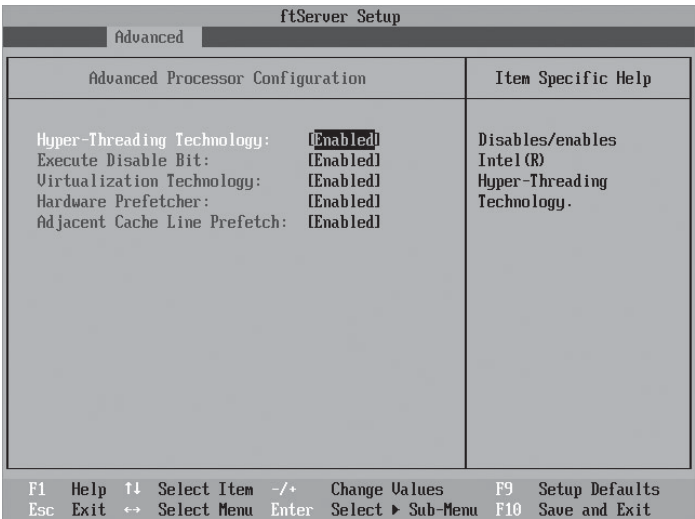 ftServer Setup
Advanced
Advanced Processor Configuration
Item Specific Help
Hyper-Threading Technology: [Enabled]
Execute Disable Bit: [Enabled]
Virtualization Technology: [Enabled]
Hardware Prefetcher: [Enabled]
Adjacent Cache Line Prefetch: [Enabled]
Disables/enables
Intel(R)
Hyper-Threading
Technology.
F1 Help ↑↓ Select Item -/+ Change Values F9 Setup Defaults
Esc Exit ↔ Select Menu Enter Select ▶ Sub-Menu F10 Save and Exit